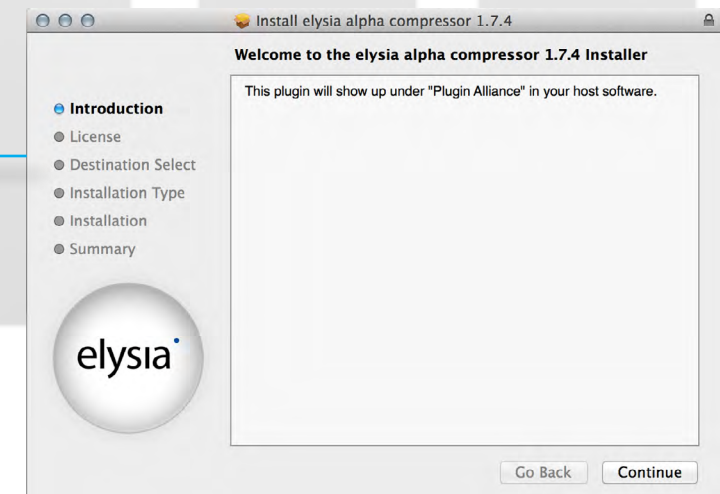 Install elysia alpha compressor 1.7.4
Welcome to the elysia alpha compressor 1.7.4 Installer
Introduction
License
Destination Select
Installation Type
Installation
Summary
elysia
This plugin will show up under "Plugin Alliance" in your host software.
Go Back
Continue